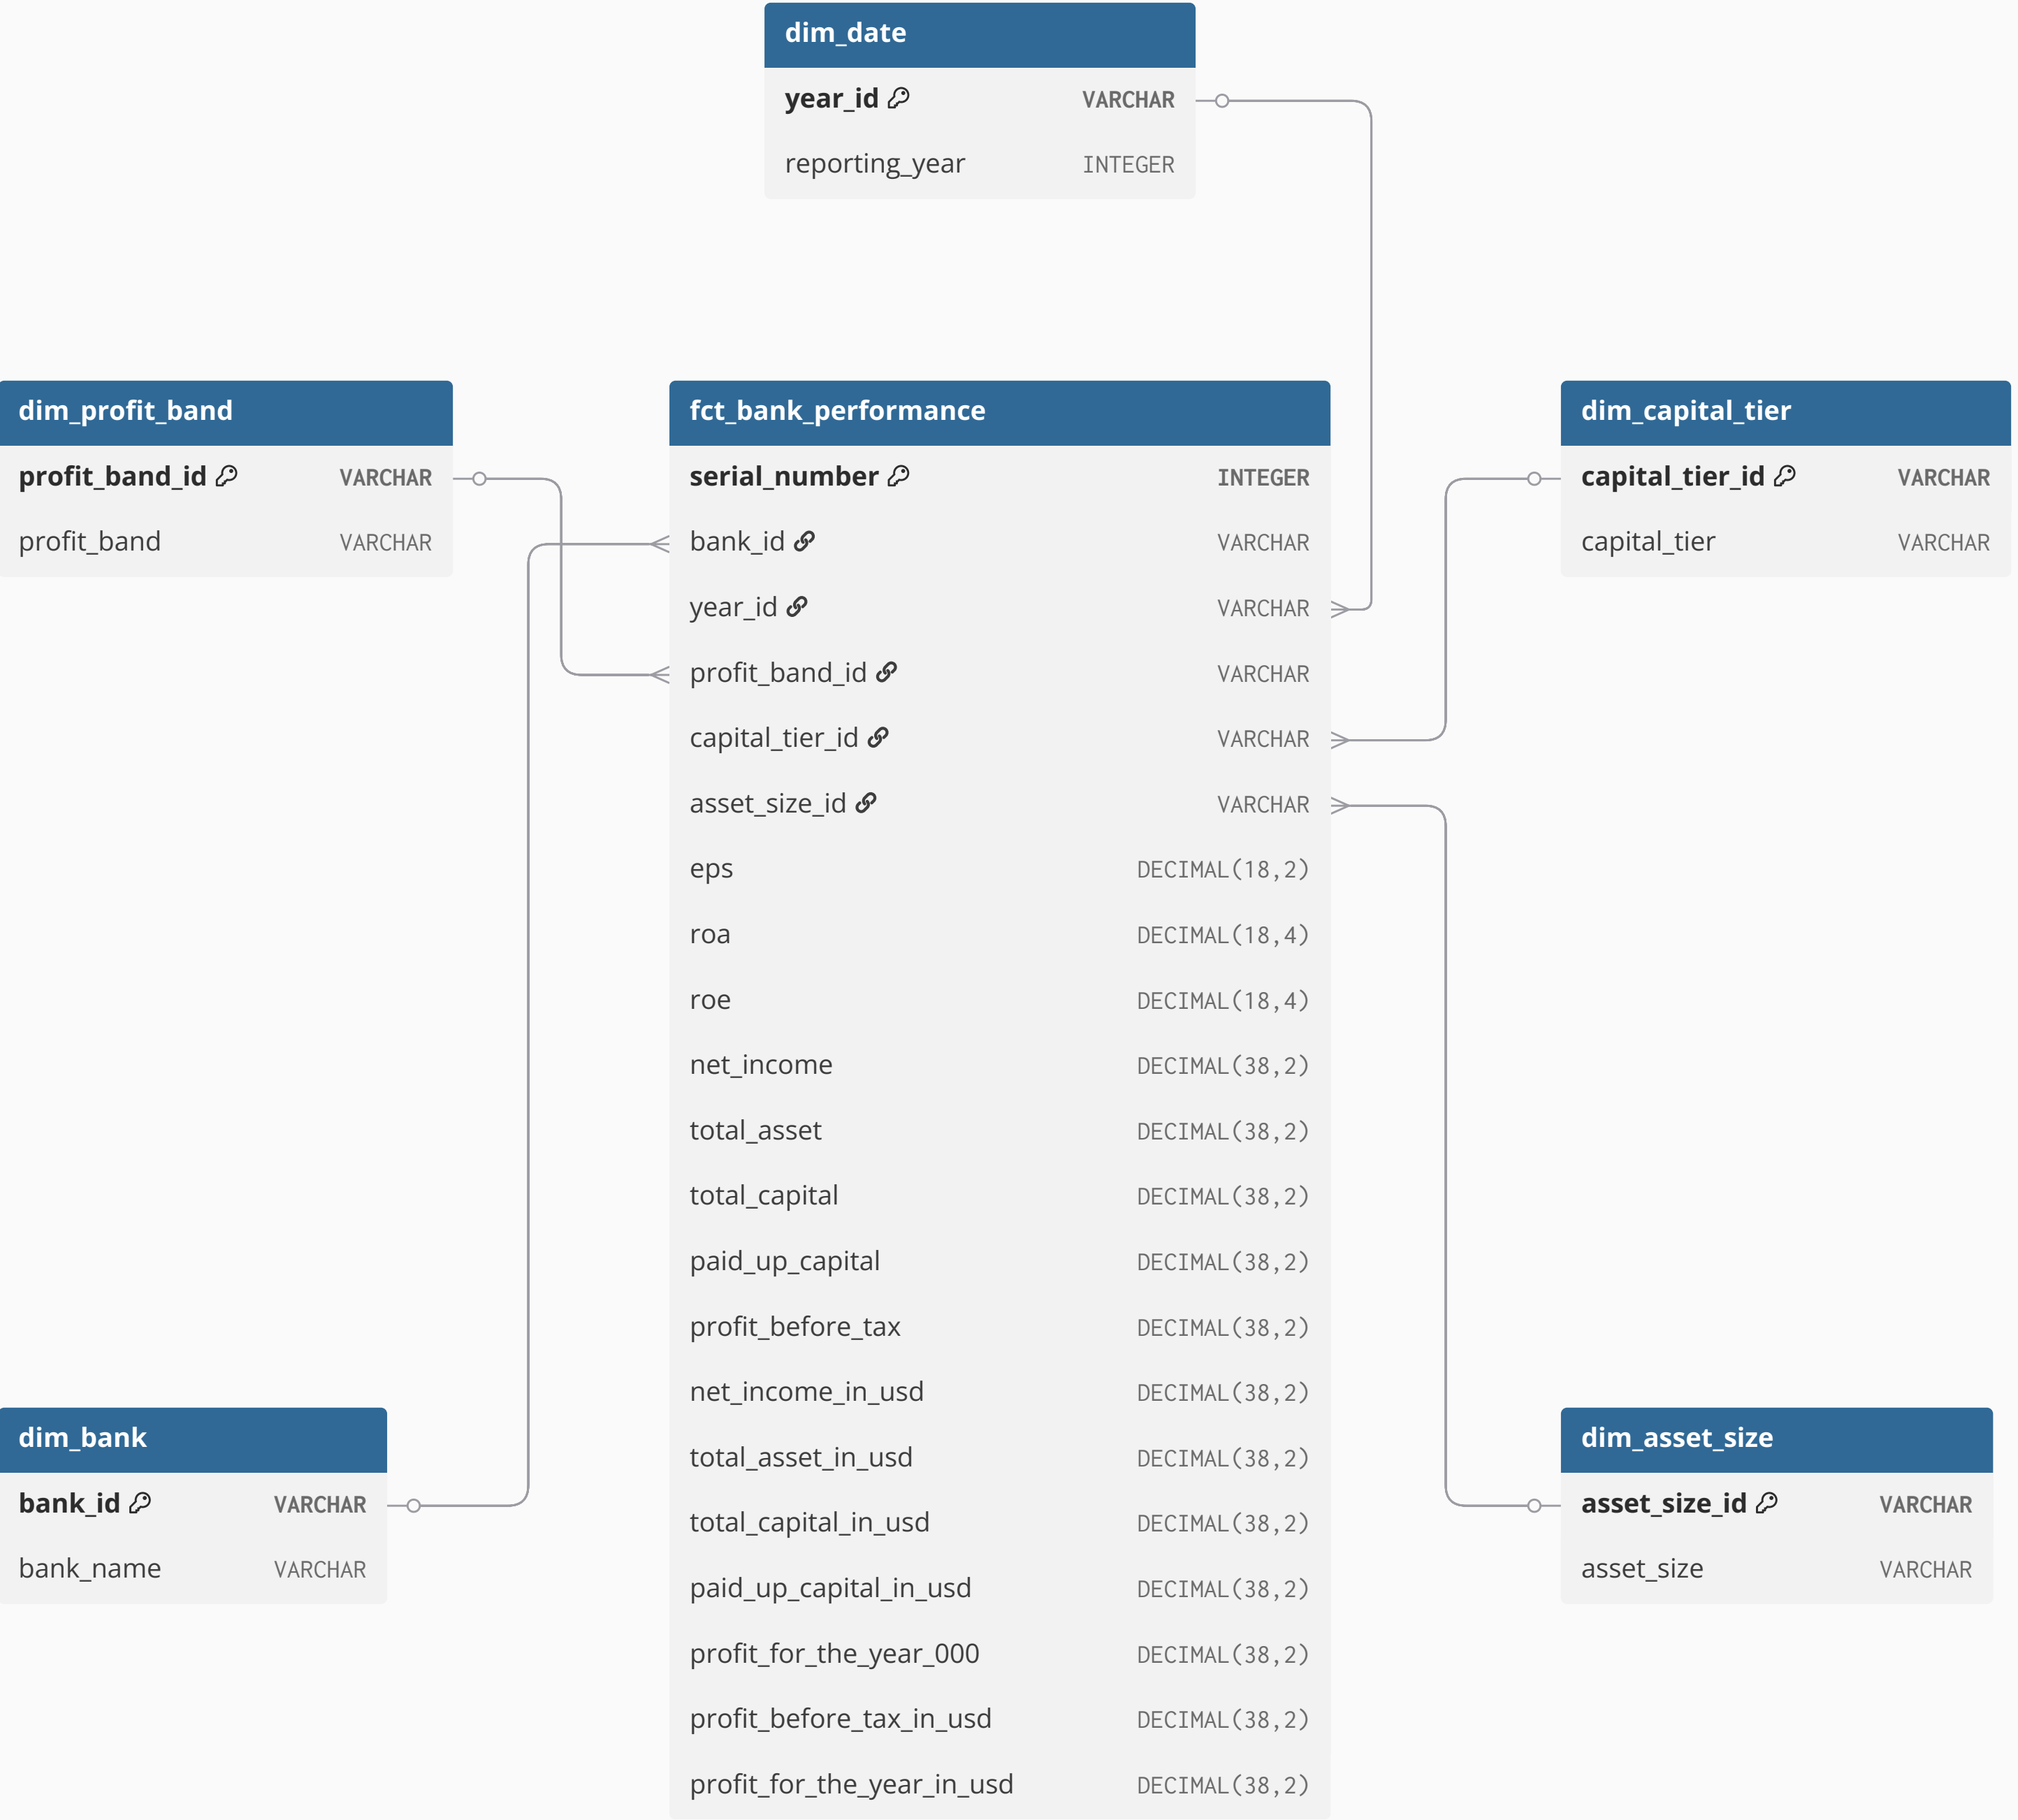 dim_date
year_id VARCHAR
reporting_year INTEGER
dim_profit_band
profit_band_id VARCHAR
profit_band VARCHAR
fct_bank_performance
serial_number INTEGER
bank_id VARCHAR
year_id VARCHAR
profit_band_id VARCHAR
capital_tier_id VARCHAR
asset_size_id VARCHAR
eps DECIMAL(18,2)
roa DECIMAL(18,4)
roe DECIMAL(18,4)
net_income DECIMAL(38,2)
total_asset DECIMAL(38,2)
total_capital DECIMAL(38,2)
paid_up_capital DECIMAL(38,2)
profit_before_tax DECIMAL(38,2)
net_income_in_usd DECIMAL(38,2)
total_asset_in_usd DECIMAL(38,2)
total_capital_in_usd DECIMAL(38,2)
paid_up_capital_in_usd DECIMAL(38,2)
profit_for_the_year_000 DECIMAL(38,2)
profit_before_tax_in_usd DECIMAL(38,2)
profit_for_the_year_in_usd DECIMAL(38,2)
dim_capital_tier
capital_tier_id VARCHAR
capital_tier VARCHAR
dim_bank
bank_id VARCHAR
bank_name VARCHAR
dim_asset_size
asset_size_id VARCHAR
asset_size VARCHAR